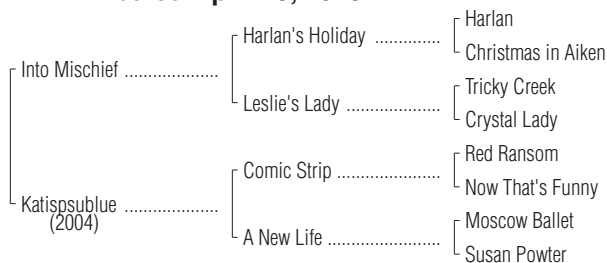 Harlan
Harlan's Holiday ................
Christmas in Aiken
Into Mischief ...................
Tricky Creek
Leslie's Lady ...................
Crystal Lady
Red Ransom
Comic Strip .....................
Now That's Funny
Katispsublue ...................
(2004)
Moscow Ballet
A New Life ......................
Susan Powter